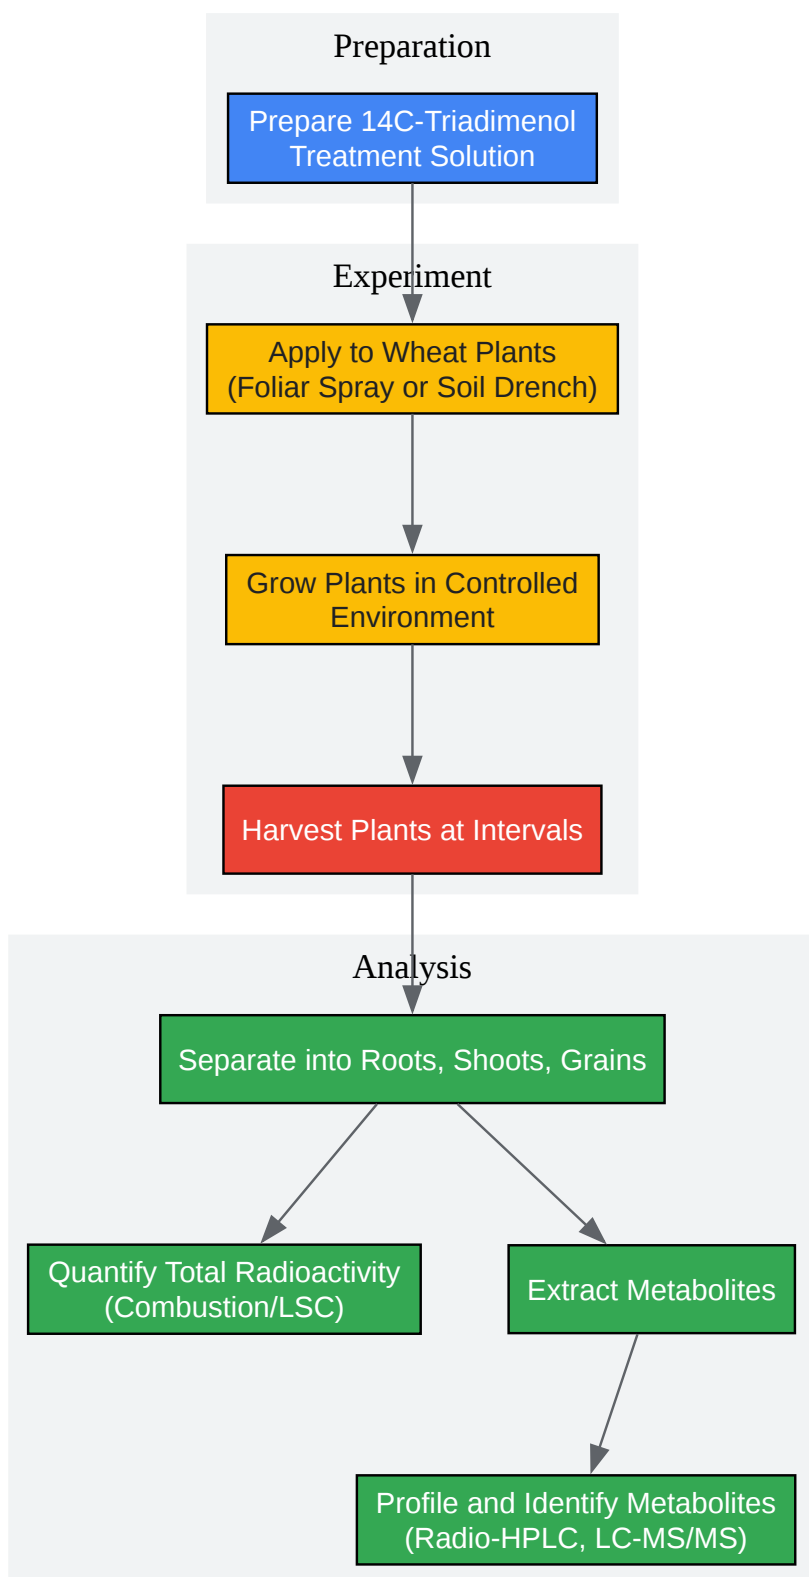 Preparation
Prepare 14C-Triadimenol
Treatment Solution
Experiment
Apply to Wheat Plants
(Foliar Spray or Soil Drench)
Grow Plants in Controlled
Environment
Harvest Plants at Intervals
Analysis
Separate into Roots, Shoots, Grains
Quantify Total Radioactivity
(Combustion/LSC)
Extract Metabolites
Profile and Identify Metabolites
(Radio-HPLC, LC-MS/MS)